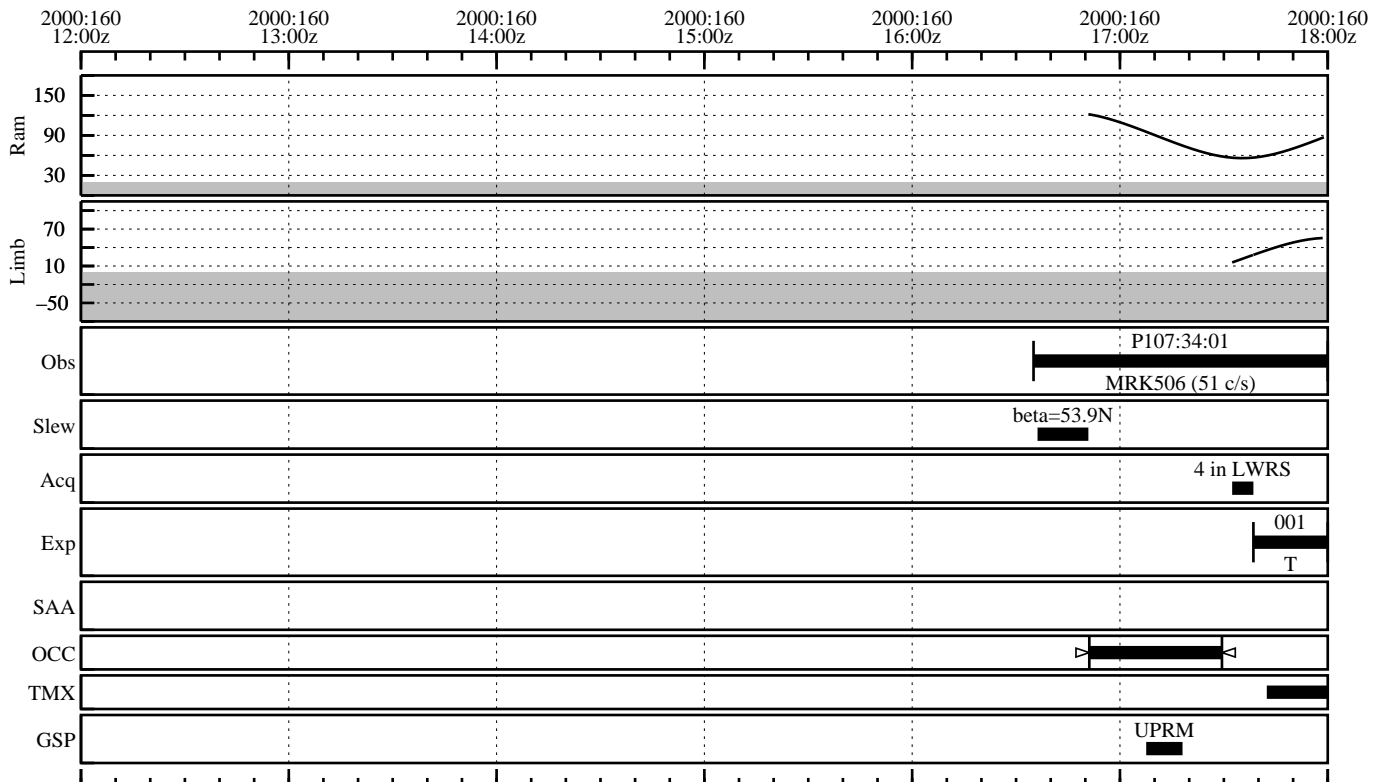 2000:160 2000:160 2000:160 2000:160 2000:160 2000:160 2000:160
12:00z 13:00z 14:00z 15:00z 16:00z 17:00z 18:00z
Ram
150
90
30
Limb
70
10
–50
Obs
P107:34:01
MRK506 (51 c/s)
Slew
beta=53.9N
Acq
4 in LWRS
Exp
001
T
SAA
OCC
TMX
GSP
UPRM